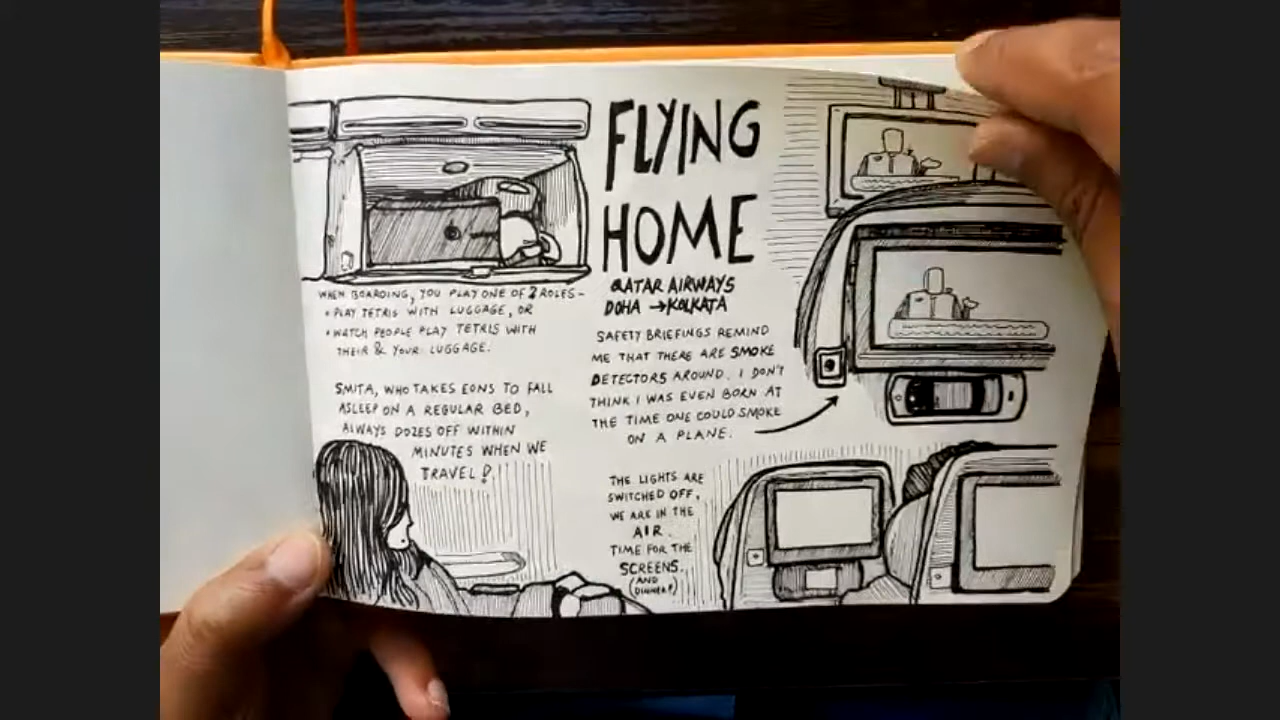 FLYING
HOME
QATAR AIRWAYS
DOHA → KOLKATA
WHEN BOARDING, YOU PLAY ONE OF 2 ROLES-
• PLAY TETRIS WITH LUGGAGE, OR
• WATCH PEOPLE PLAY TETRIS WITH
THEIR & YOUR LUGGAGE.
SMITA, WHO TAKES EONS TO FALL
ASLEEP ON A REGULAR BED,
ALWAYS DOZES OFF WITHIN
MINUTES WHEN WE
TRAVEL!
SAFETY BRIEFINGS REMIND
ME THAT THERE ARE SMOKE
DETECTORS AROUND. I DON'T
THINK I WAS EVEN BORN AT
THE TIME ONE COULD SMOKE
ON A PLANE.
THE LIGHTS ARE
SWITCHED OFF,
WE ARE IN THE
AIR.
TIME FOR THE
SCREENS.
(AND
DINNER?)